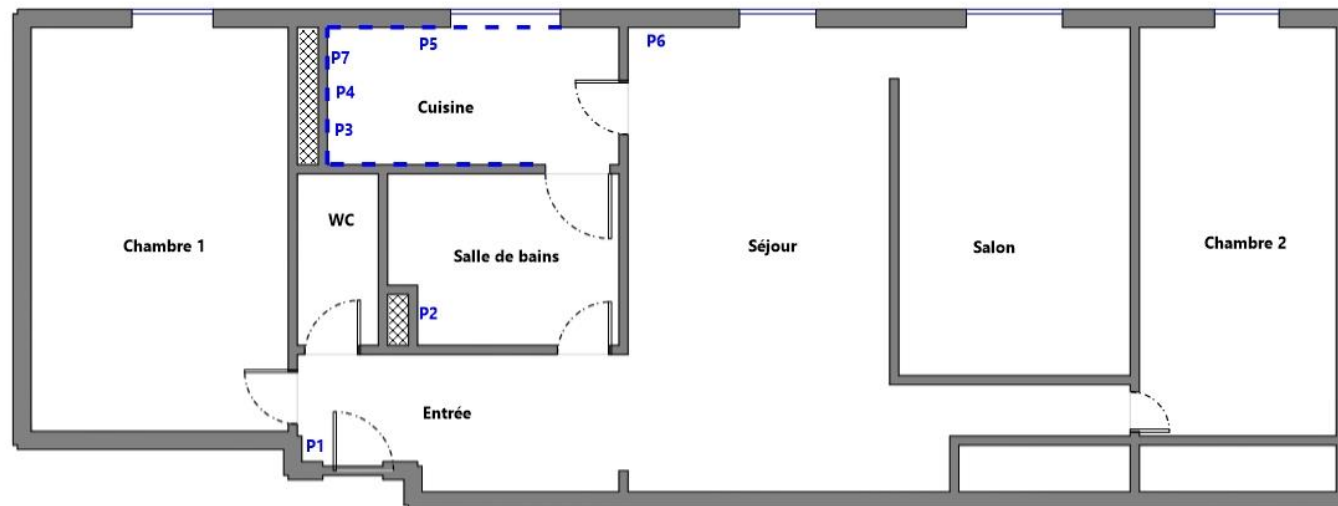 P5
P6
P7
P4
Cuisine
P3
WC
Chambre 1
Salle de bains
Séjour
Salon
Chambre 2
P2
Entrée
P1